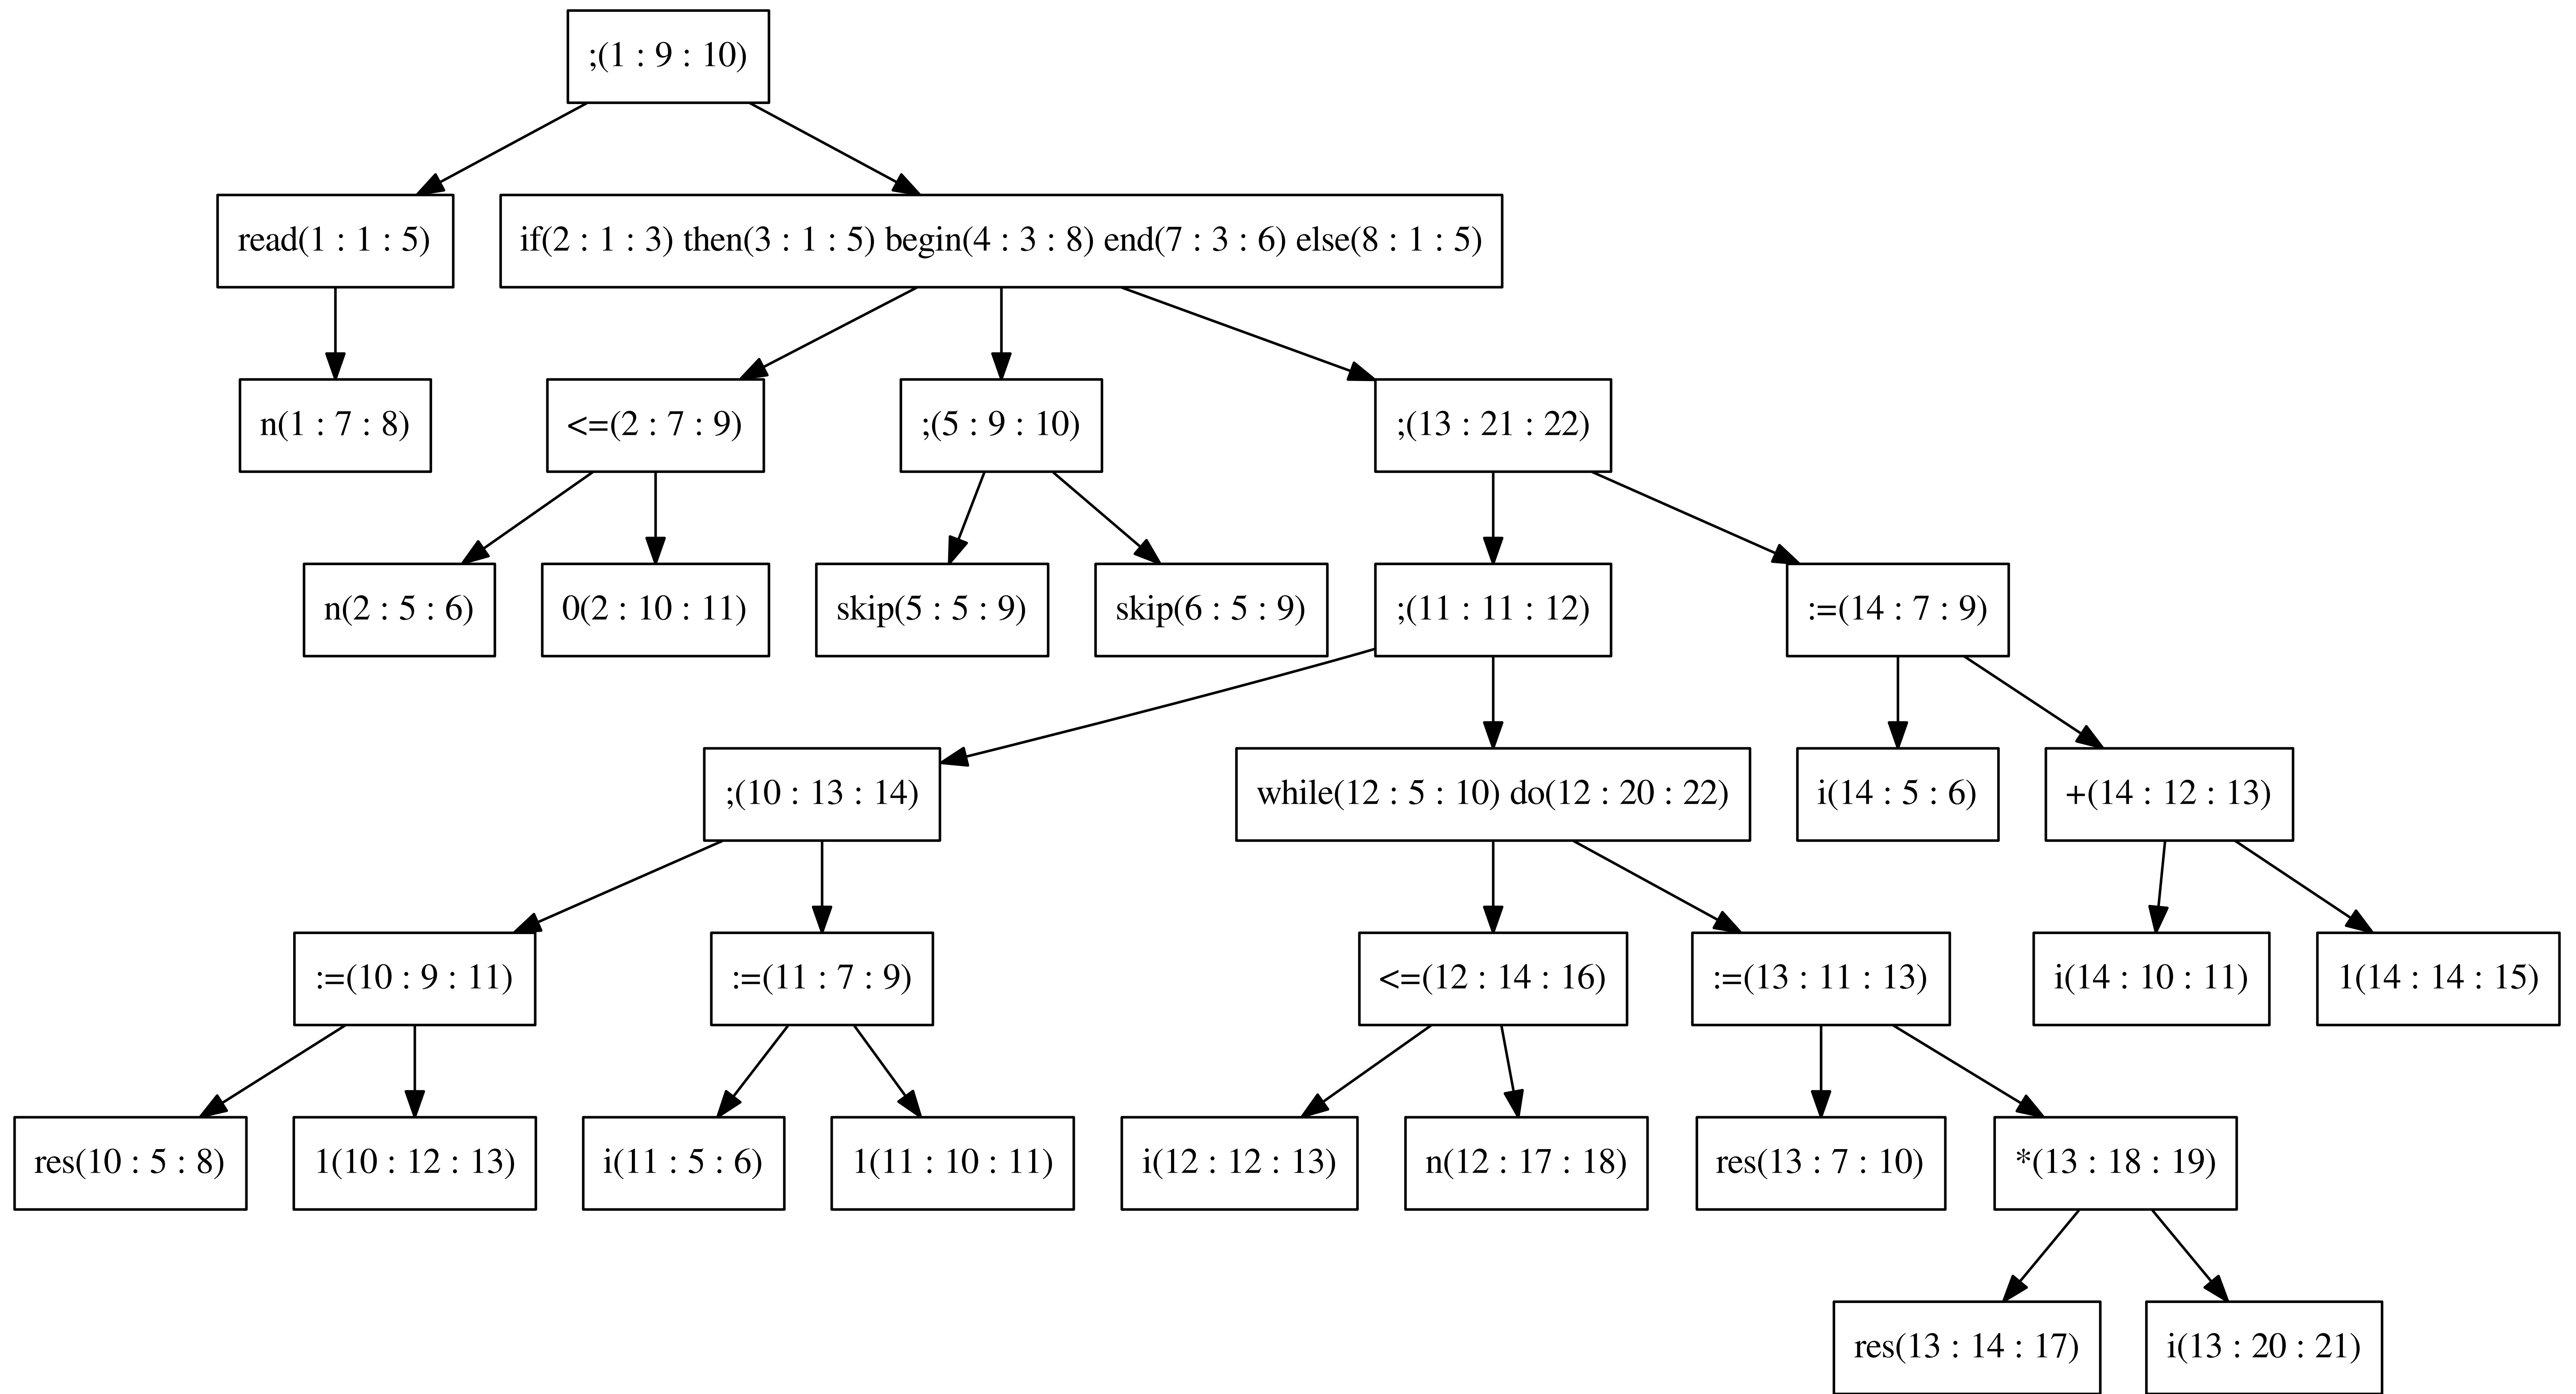 ;(1 : 9 : 10)
read(1 : 1 : 5)
if(2 : 1 : 3) then(3 : 1 : 5) begin(4 : 3 : 8) end(7 : 3 : 6) else(8 : 1 : 5)
n(1 : 7 : 8)
<=(2 : 7 : 9)
;(5 : 9 : 10)
;(13 : 21 : 22)
n(2 : 5 : 6)
0(2 : 10 : 11)
skip(5 : 5 : 9)
skip(6 : 5 : 9)
;(11 : 11 : 12)
:=(14 : 7 : 9)
;(10 : 13 : 14)
while(12 : 5 : 10) do(12 : 20 : 22)
i(14 : 5 : 6)
+(14 : 12 : 13)
:=(10 : 9 : 11)
:=(11 : 7 : 9)
<=(12 : 14 : 16)
:=(13 : 11 : 13)
i(14 : 10 : 11)
1(14 : 14 : 15)
res(10 : 5 : 8)
1(10 : 12 : 13)
i(11 : 5 : 6)
1(11 : 10 : 11)
i(12 : 12 : 13)
n(12 : 17 : 18)
res(13 : 7 : 10)
*(13 : 18 : 19)
res(13 : 14 : 17)
i(13 : 20 : 21)